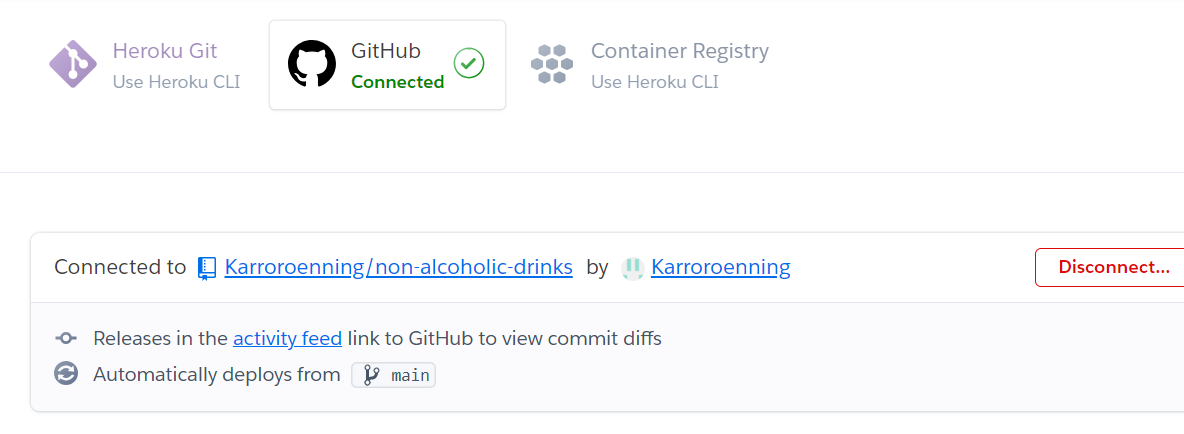 Heroku Git
Use Heroku CLI
GitHub
Connected
Container Registry
Use Heroku CLI
Connected to Karroroenning/non-alcoholic-drinks by Karroroenning
Disconnect...
Releases in the activity feed link to GitHub to view commit diffs
Automatically deploys from main